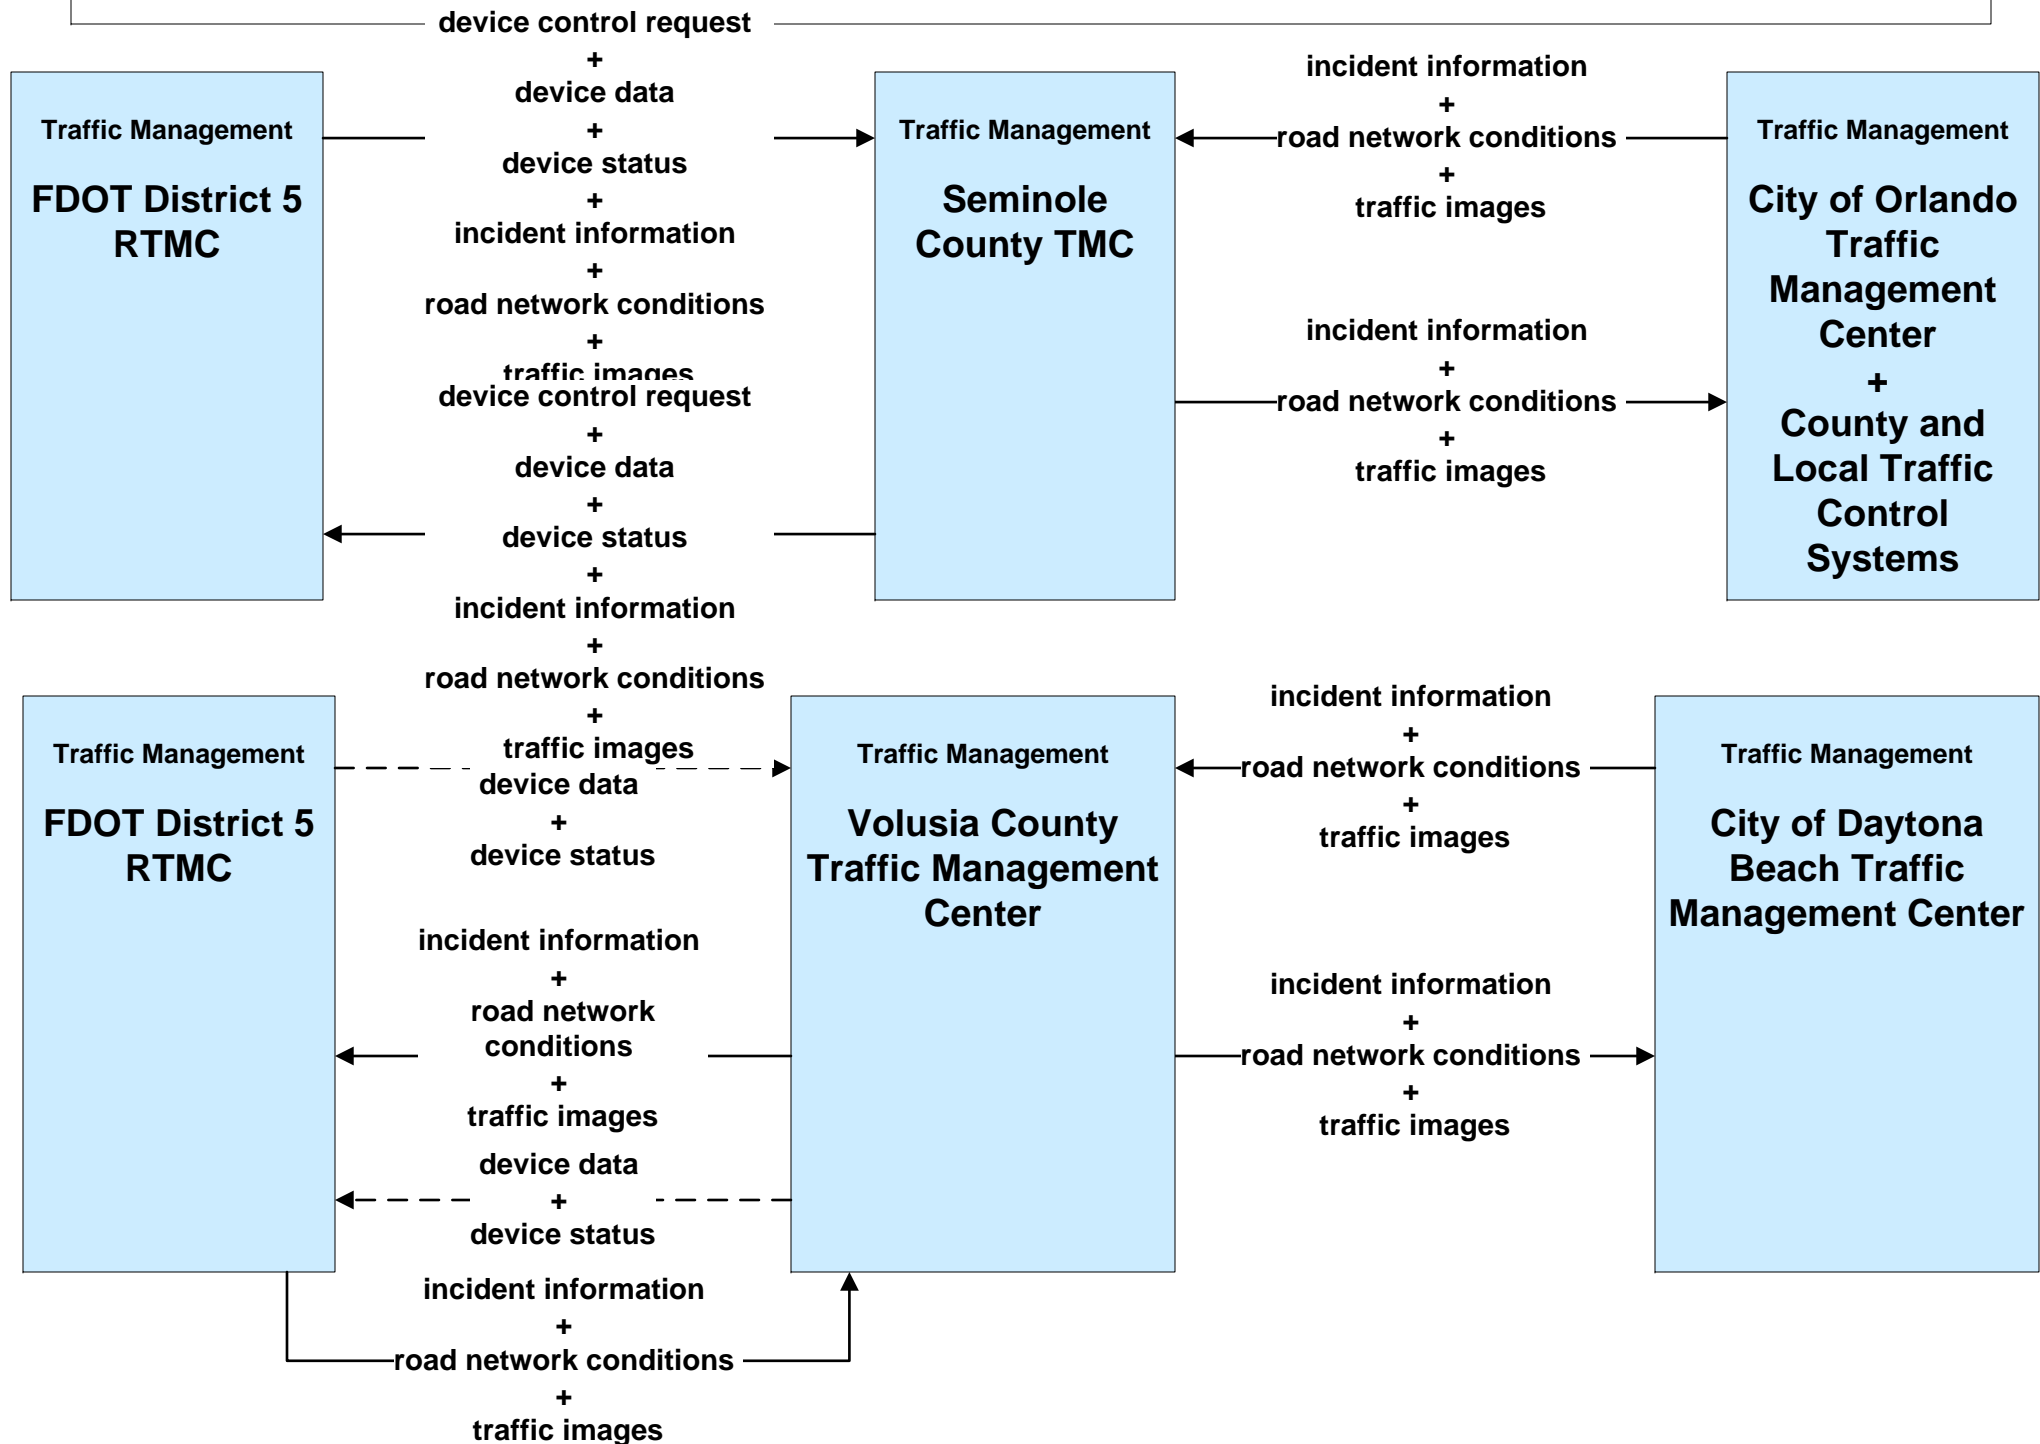 device control request
+
device data
+
device status
+
incident information
+
road network conditions
+
traffic images
Traffic Management
FDOT District 5
RTMC
Traffic Management
Seminole
County TMC
incident information
+
road network conditions
+
traffic images
incident information
+
road network conditions
+
traffic images
Traffic Management
City of Orlando
Traffic
Management
Center
+
County and
Local Traffic
Control
Systems
device control request
+
device data
+
device status
+
incident information
+
road network conditions
+
traffic images
Traffic Management
FDOT District 5
RTMC
device data
+
device status
incident information
+
road network
conditions
+
traffic images
device data
+
device status
incident information
+
road network conditions
+
traffic images
Traffic Management
Volusia County
Traffic Management
Center
incident information
+
road network conditions
+
traffic images
incident information
+
road network conditions
+
traffic images
Traffic Management
City of Daytona
Beach Traffic
Management Center